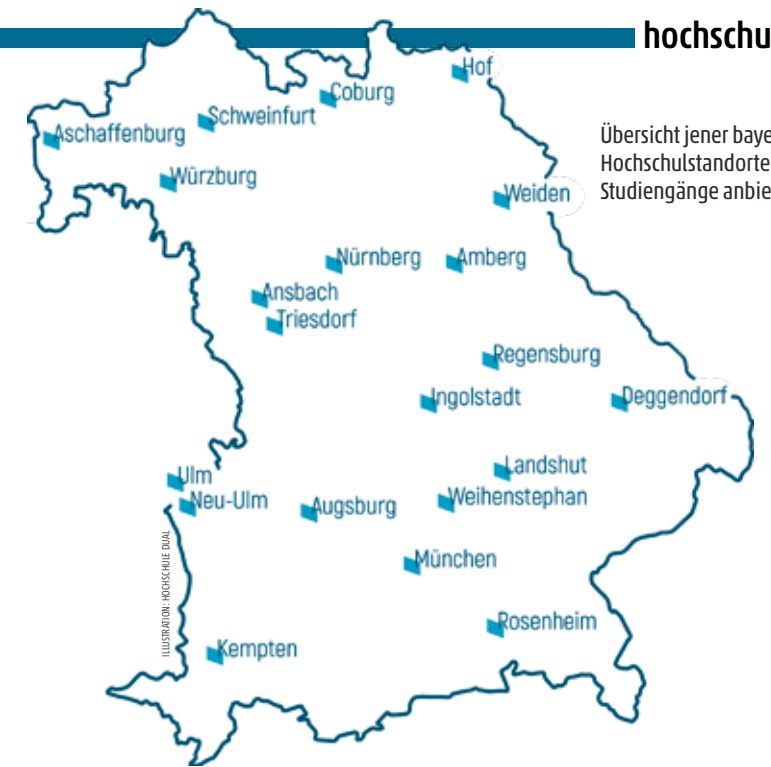 hochschu
Übersicht jener baye
Hochschulstandorte
Studiengänge anbie
Hof
Coburg
Schweinfurt
Aschaffenburg
Würzburg
Weiden
Nürnberg
Amberg
Ansbach
Triesdorf
Regensburg
Ingolstadt
Deggendorf
Landshut
Ulm
Neu-Ulm
Augsburg
Weihenstephan
München
Rosenheim
Kempten
ILLUSTRATION: HOCHSCHULE DUAL